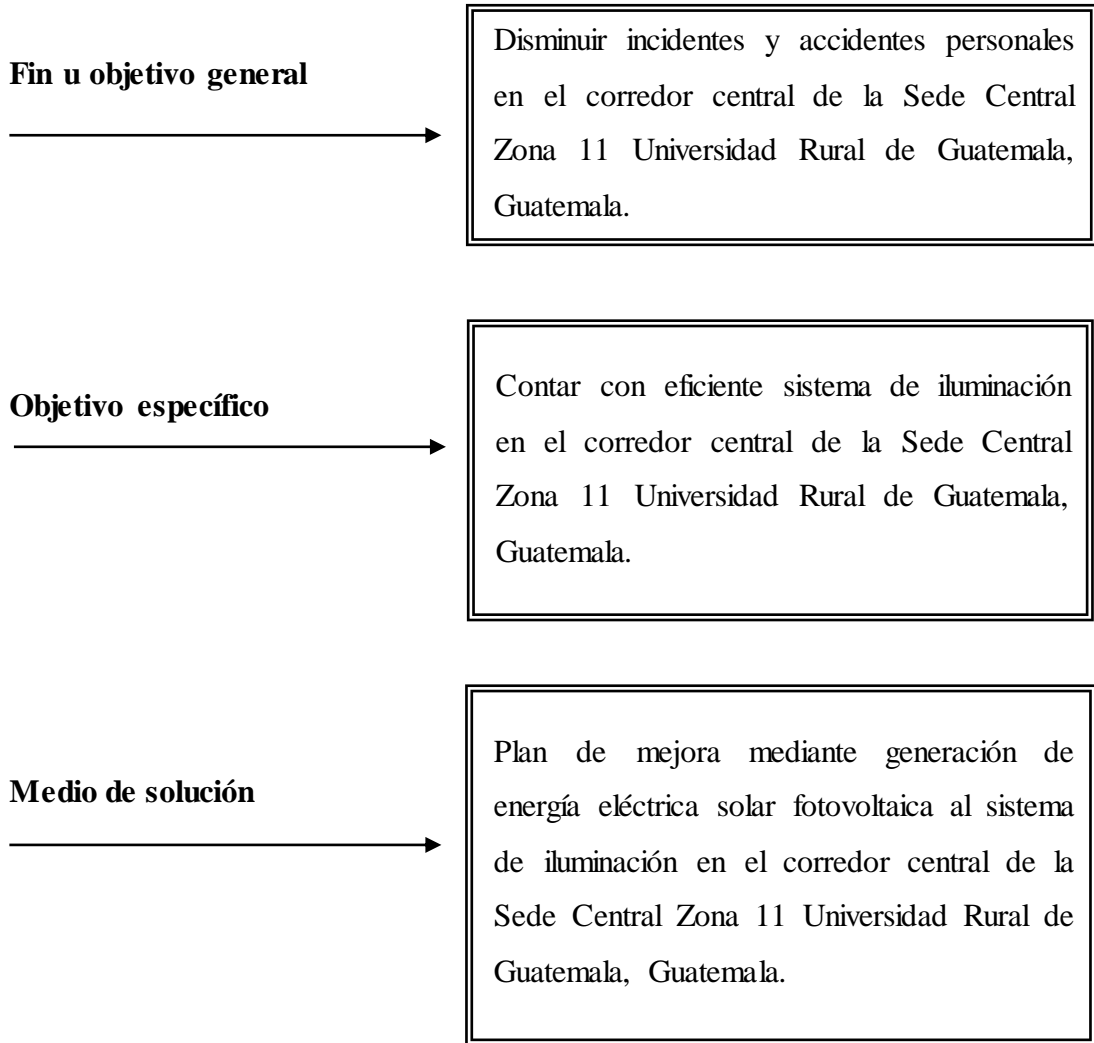 Fin u objetivo general
Disminuir incidentes y accidentes personales
en el corredor central de la Sede Central
Zona 11 Universidad Rural de Guatemala,
Guatemala.
Objetivo específico
Contar con eficiente sistema de iluminación
en el corredor central de la Sede Central
Zona 11 Universidad Rural de Guatemala,
Guatemala.
Medio de solución
Plan de mejora mediante generación de
energía eléctrica solar fotovoltaica al sistema
de iluminación en el corredor central de la
Sede Central Zona 11 Universidad Rural de
Guatemala, Guatemala.